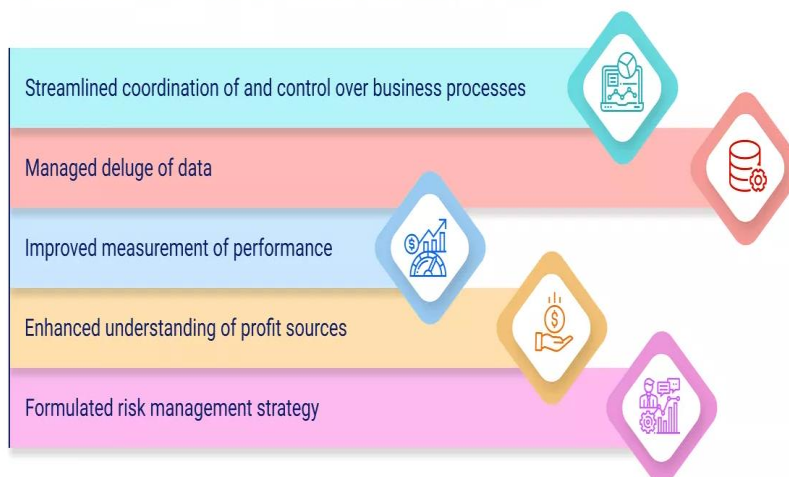 Streamlined coordination of and control over business processes
Managed deluge of data
Improved measurement of performance
Enhanced understanding of profit sources
Formulated risk management strategy